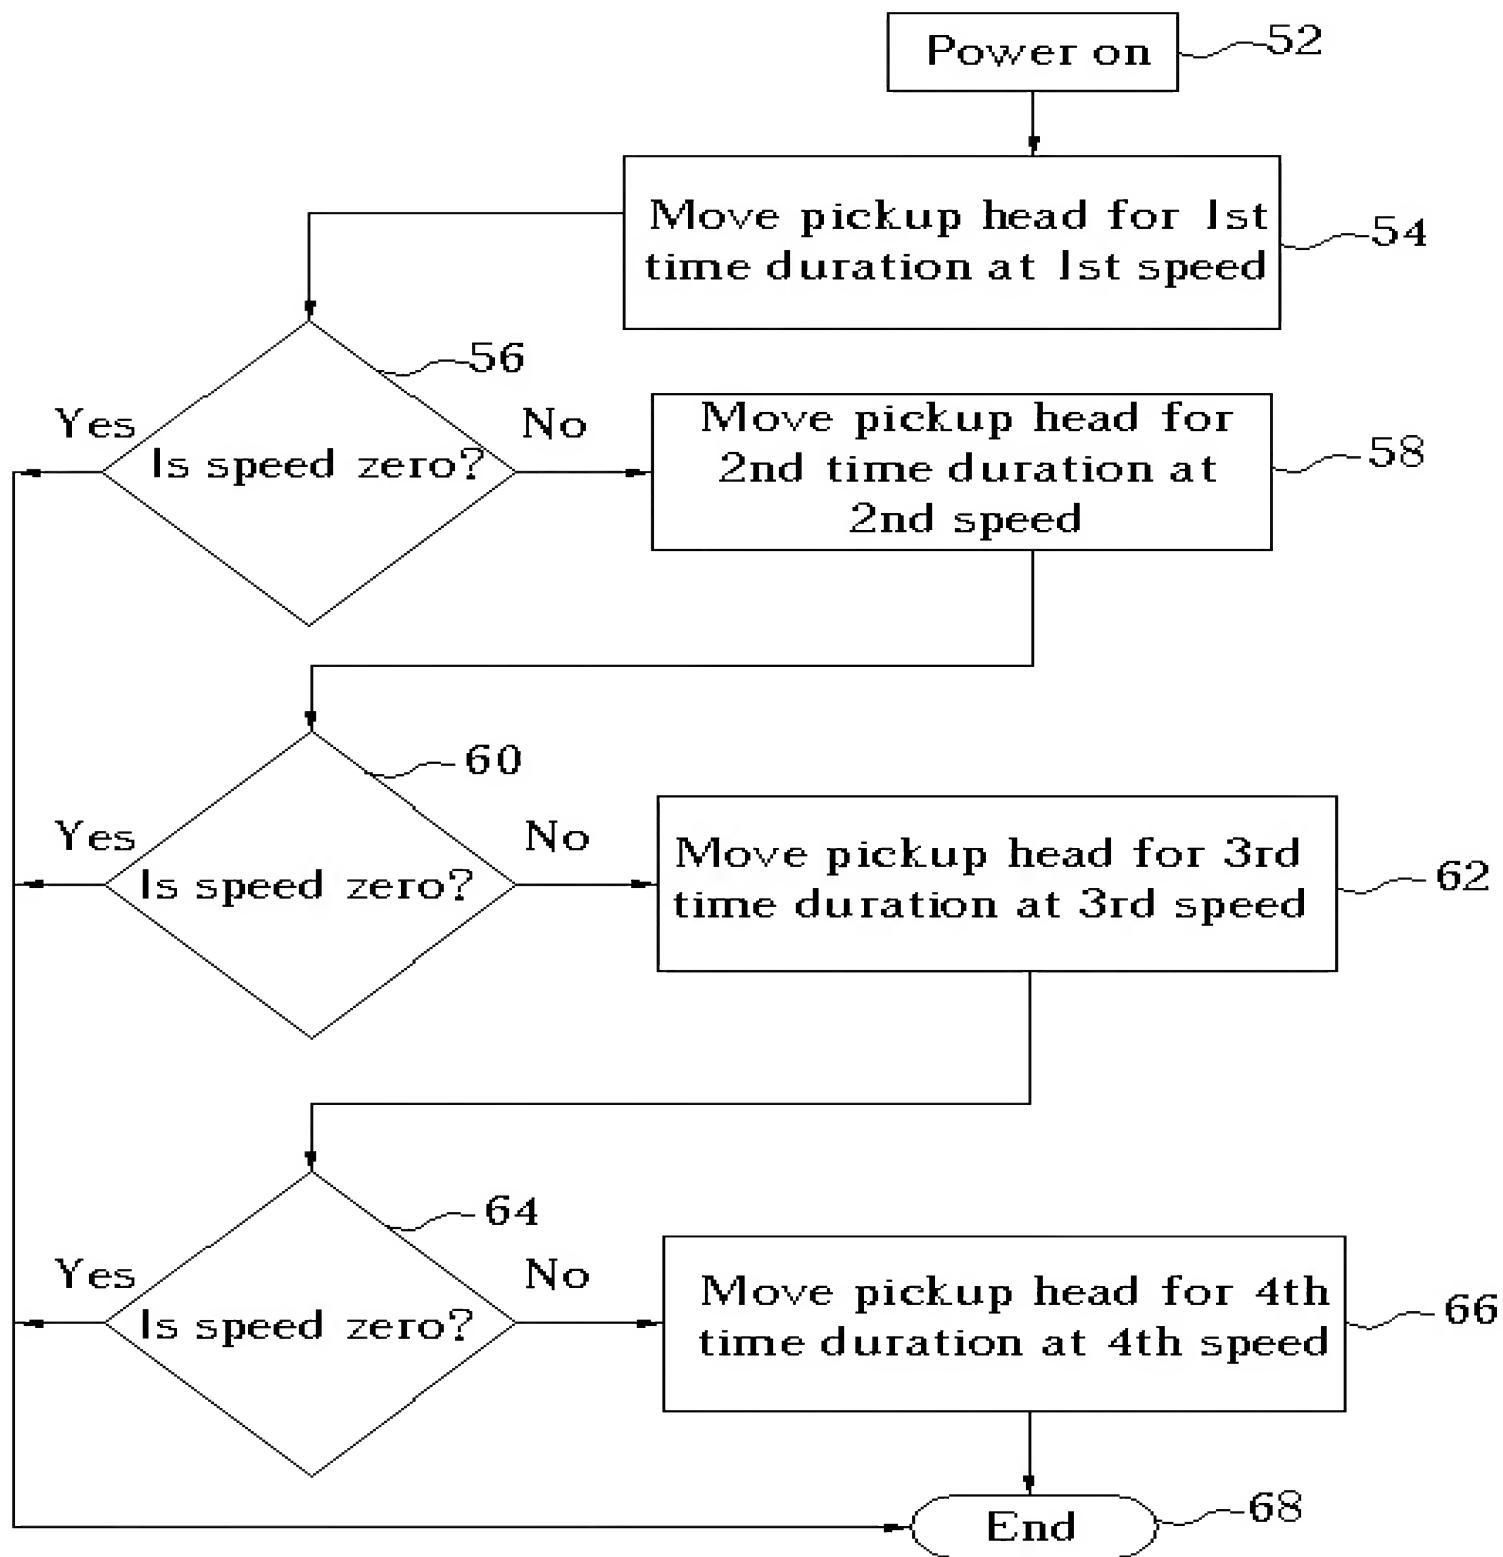 Power on
52
Move pickup head for 1st
time duration at 1st speed
54
56
Yes
No
Is speed zero?
Move pickup head for
2nd time duration at
2nd speed
58
60
Yes
No
Is speed zero?
Move pickup head for 3rd
time duration at 3rd speed
62
64
Yes
No
Is speed zero?
Move pickup head for 4th
time duration at 4th speed
66
End
68